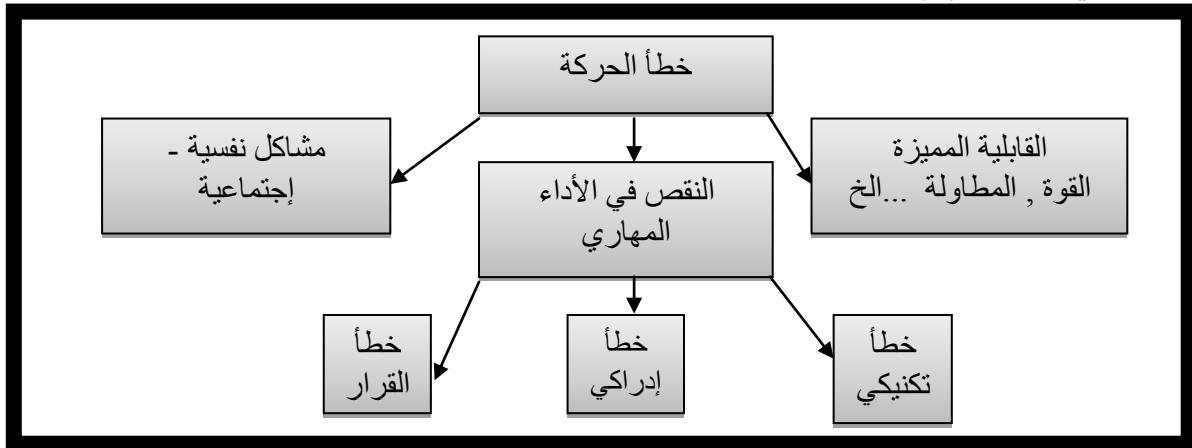 خطأ الحركة
القابلية المميزة
القوة , المطاولة ...الخ
النقص في الأداء
المهاري
مشاكل نفسية -
إجتماعية
خطأ
تكنيكي
خطأ
إدراكي
خطأ
القرار